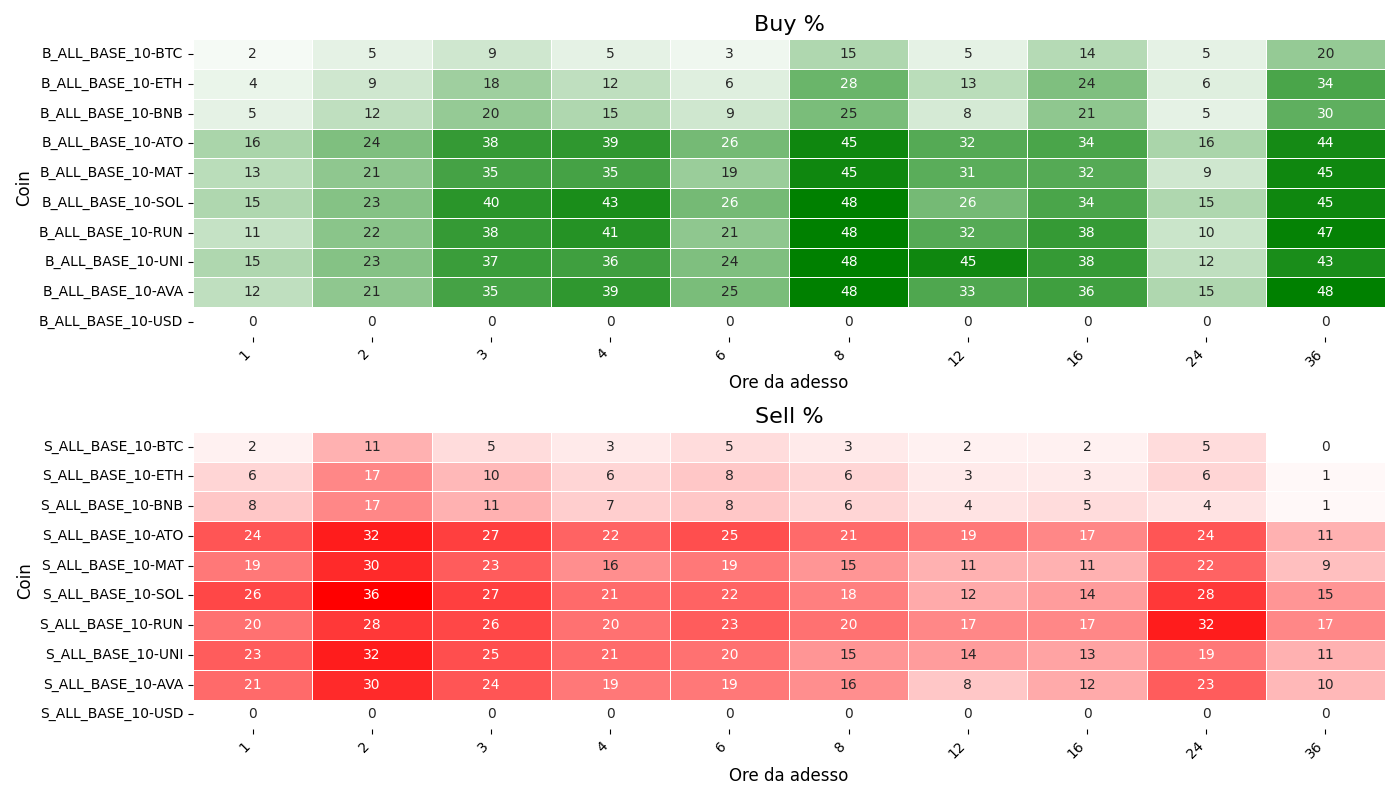 Buy %
Coin
B_ALL_BASE_10-BTC 2 5 9 5 3 15 5 14 5 20
B_ALL_BASE_10-ETH 4 9 18 12 6 28 13 24 6 34
B_ALL_BASE_10-BNB 5 12 20 15 9 25 8 21 5 30
B_ALL_BASE_10-ATO 16 24 38 39 26 45 32 34 16 44
B_ALL_BASE_10-MAT 13 21 35 35 19 45 31 32 9 45
B_ALL_BASE_10-SOL 15 23 40 43 26 48 26 34 15 45
B_ALL_BASE_10-RUN 11 22 38 41 21 48 32 38 10 47
B_ALL_BASE_10-UNI 15 23 37 36 24 48 45 38 12 43
B_ALL_BASE_10-AVA 12 21 35 39 25 48 33 36 15 48
B_ALL_BASE_10-USD 0 0 0 0 0 0 0 0 0 0
1 2 3 4 6 8 12 16 24 36
Ore da adesso
Sell %
Coin
S_ALL_BASE_10-BTC 2 11 5 3 5 3 2 2 5 0
S_ALL_BASE_10-ETH 6 17 10 6 8 6 3 3 6 1
S_ALL_BASE_10-BNB 8 17 11 7 8 6 4 5 4 1
S_ALL_BASE_10-ATO 24 32 27 22 25 21 19 17 24 11
S_ALL_BASE_10-MAT 19 30 23 16 19 15 11 11 22 9
S_ALL_BASE_10-SOL 26 36 27 21 22 18 12 14 28 15
S_ALL_BASE_10-RUN 20 28 26 20 23 20 17 17 32 17
S_ALL_BASE_10-UNI 23 32 25 21 20 15 14 13 19 11
S_ALL_BASE_10-AVA 21 30 24 19 19 16 8 12 23 10
S_ALL_BASE_10-USD 0 0 0 0 0 0 0 0 0 0
1 2 3 4 6 8 12 16 24 36
Ore da adesso